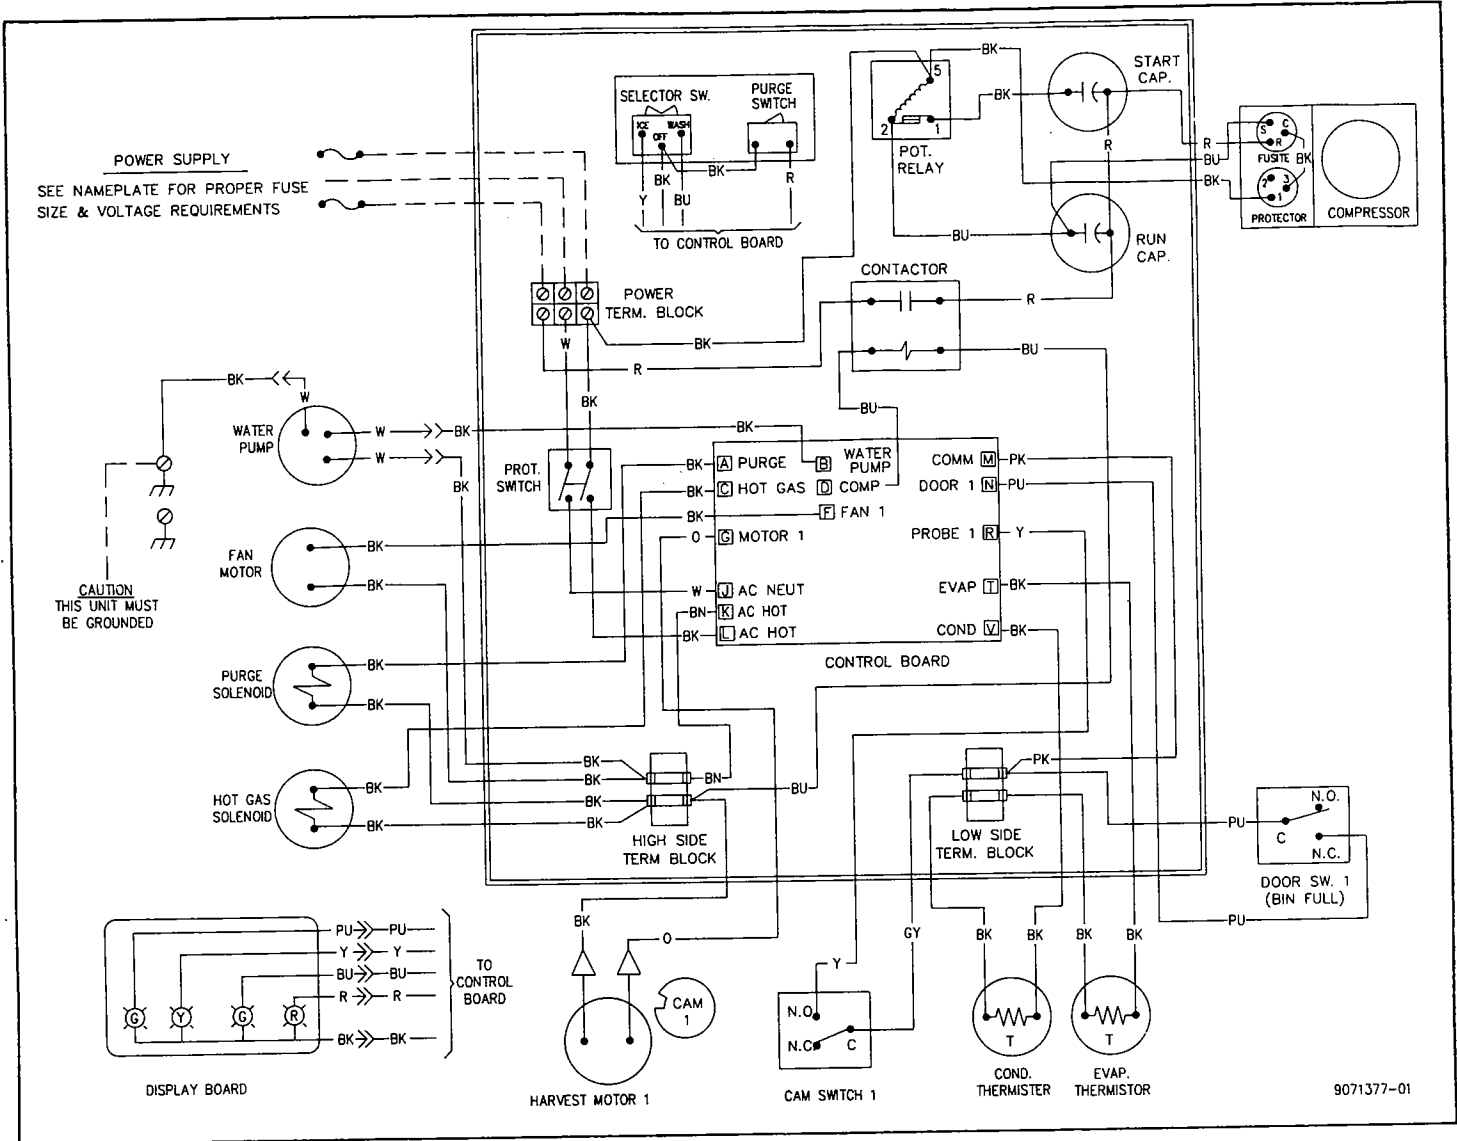 POWER SUPPLY
SEE NAMEPLATE FOR PROPER FUSE
SIZE & VOLTAGE REQUIREMENTS
SELECTOR SW.
PURGE
SWITCH
ICE
OFF
WASH
Y
BK
BU
BK
R
TO CONTROL BOARD
POWER
TERM. BLOCK
5
2
1
POT.
RELAY
BK
BK
START
CAP.
R
R
BU
BK
S
C
R
FUSITE
BK
2
3
1
PROTECTOR
COMPRESSOR
RUN
CAP.
BU
CONTACTOR
R
BU
BU
BK
R
W
BK
BK
W
WATER
PUMP
W
BK
W
BK
BK
PROT.
SWITCH
CAUTION
THIS UNIT MUST
BE GROUNDED
FAN
MOTOR
BK
BK
PURGE
SOLENOID
BK
BK
HOT GAS
SOLENOID
BK
BK
BK A PURGE
B WATER
PUMP
BK C HOT GAS
D COMP
BK
F FAN 1
O G MOTOR 1
W J AC NEUT
BN K AC HOT
BK L AC HOT
COMM M PK
DOOR 1 N PU
PROBE 1 R Y
EVAP T BK
COND V BK
CONTROL BOARD
BK
BK
BK
BK
BN
BU
HIGH SIDE
TERM BLOCK
PK
LOW SIDE
TERM. BLOCK
PU
N.O.
C
N.C.
DOOR SW. 1
(BIN FULL)
PU
PU PU
Y Y
BU BU
R R
BK BK
TO
CONTROL
BOARD
G
Y
G
R
DISPLAY BOARD
BK
O
CAM
1
HARVEST MOTOR 1
Y
GY
N.O.
N.C.
C
CAM SWITCH 1
BK
BK
T
COND.
THERMISTER
BK
BK
T
EVAP.
THERMISTOR
9071377-01